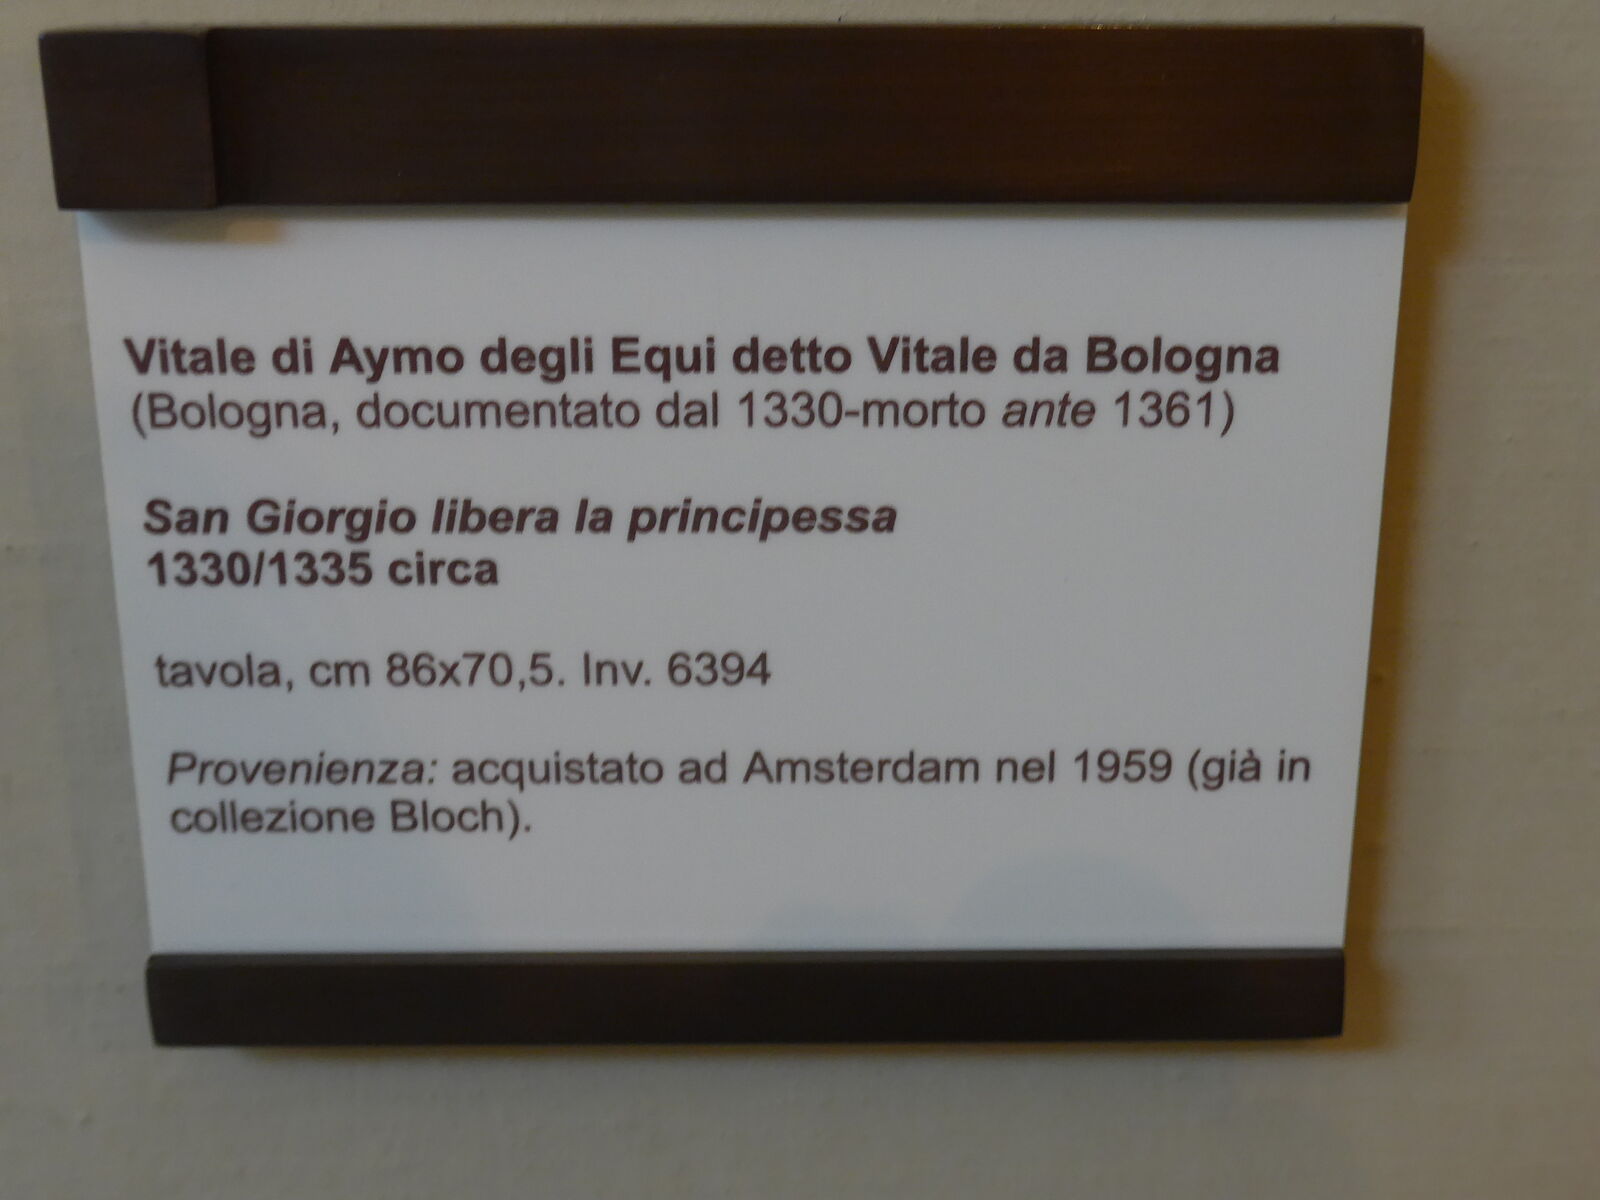 Vitale di Aymo degli Equi detto Vitale da Bologna
(Bologna, documentato dal 1330-morto ante 1361)
San Giorgio libera la principessa
1330/1335 circa
tavola, cm 86x70,5. Inv. 6394
Provenienza: acquistato ad Amsterdam nel 1959 (già in
collezione Bloch).